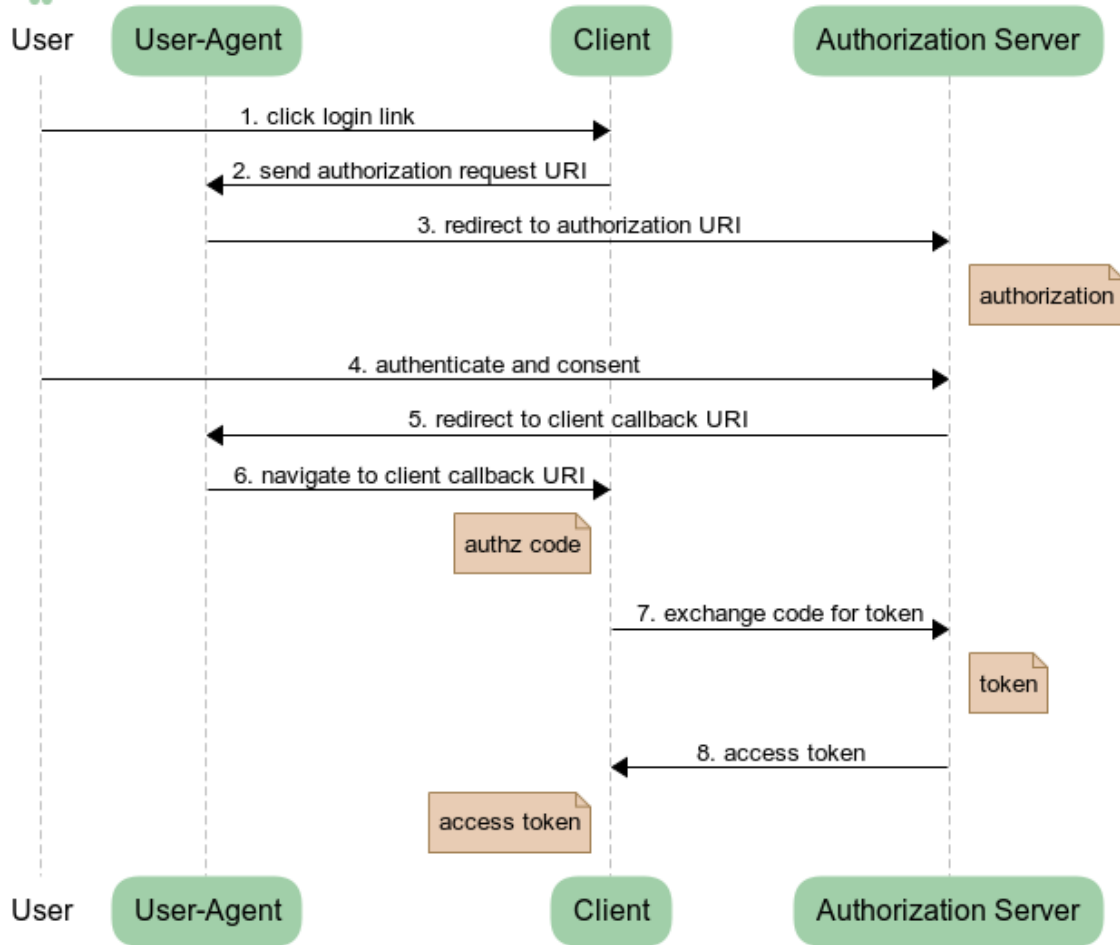 User User-Agent Client Authorization Server
1. click login link
2. send authorization request URI
3. redirect to authorization URI
authorization
4. authenticate and consent
5. redirect to client callback URI
6. navigate to client callback URI
authz code
7. exchange code for token
token
8. access token
access token
User User-Agent Client Authorization Server